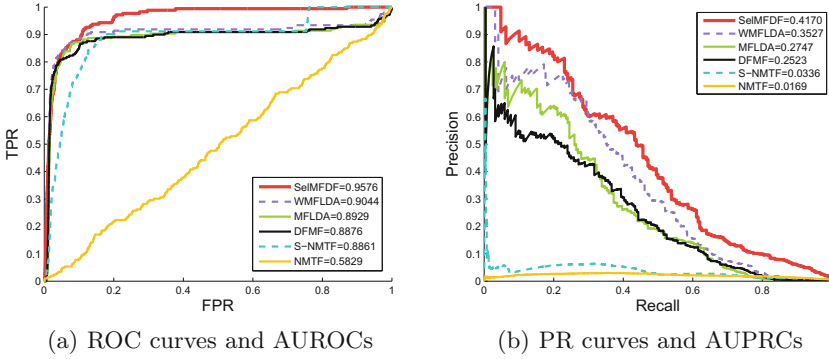 1
0.9
0.8
0.7
0.6
0.5
0.4
0.3
0.2
0.1
0
TPR
0.2 0.4 0.6 0.8 1
FPR
SelMFDF=0.9576
WMFLDA=0.9044
MFLDA=0.8929
DFMF=0.8876
S-NMTF=0.8861
NMTF=0.5829
(a) ROC curves and AUROCs
1
0.9
0.8
0.7
0.6
0.5
0.4
0.3
0.2
0.1
0
Precision
0 0.2 0.4 0.6 0.8
Recall
SelMFDF=0.4170
WMFLDA=0.3527
MFLDA=0.2747
DFMF=0.2523
S-NMTF=0.0336
NMTF=0.0169
(b) PR curves and AUPRCs